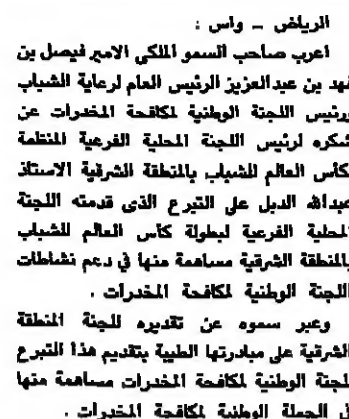 الرياض ـ واس :
اعرب صاحب السمو الملكي الامير فيصل بن
فهد بن عبدالعزيز الرئيس العام لرعاية الشباب
ورئيس اللجنة الوطنية لمكافحة المخدرات عن
شكره لرئيس اللجنة المحلية الفرعية المنظمة
لكأس العالم للشباب بالمنطقة الشرقية الاستاذ
عبدالله الدبل على التبرع الذى قدمته اللجنة
المحلية الفرعية لبطولة كأس العالم للشباب
بالمنطقة الشرقية مساهمة منها في دعم نشاطات
اللجنة الوطنية لمكافحة المخدرات .
وعبر سموه عن تقديره للجنة المنطقة
الشرقية على مبادرتها الطيبة بتقديم هذا التبرع
للجنة الوطنية لمكافحة المخدرات مساهمة منها
في الحملة الوطنية لمكافحة المخدرات .